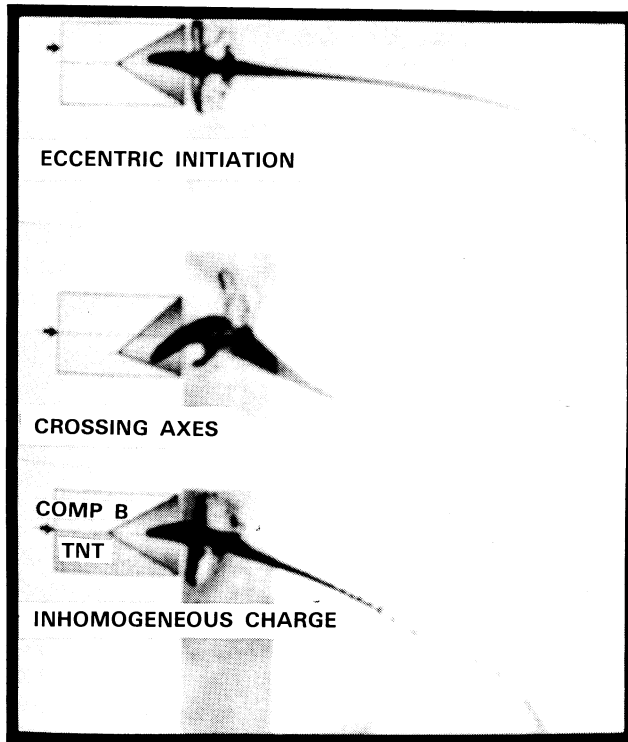 ECCENTRIC INITIATION
CROSSING AXES
COMP B
TNT
INHOMOGENEOUS CHARGE